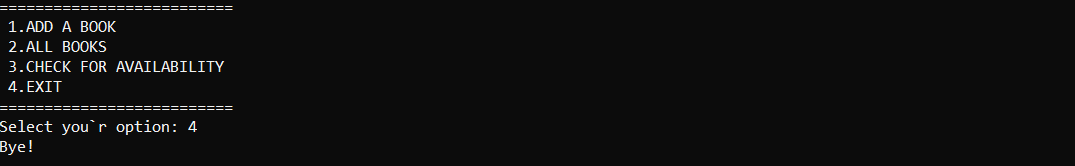 ==========================
1.ADD A BOOK
2.ALL BOOKS
3.CHECK FOR AVAILABILITY
4.EXIT
==========================
Select you`r option: 4
Bye!